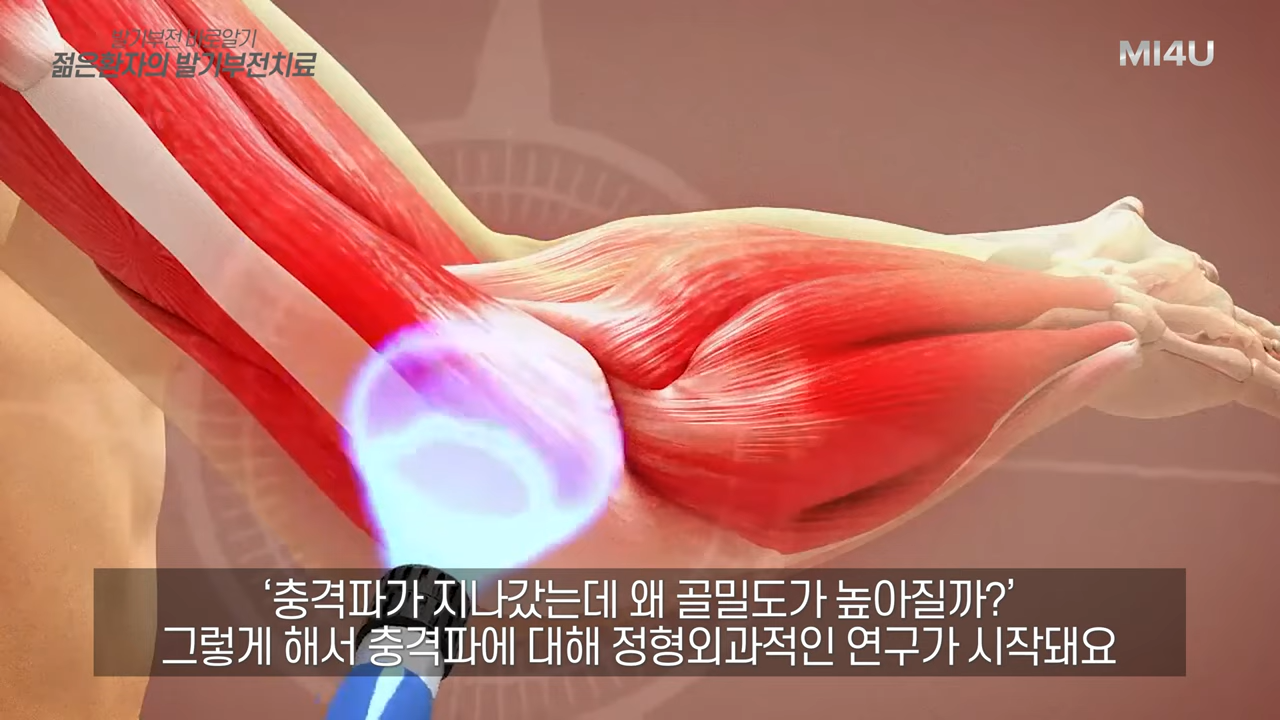 발기부전 바로알기
젊은환자의 발기부전치료
MI4U
‘충격파가 지나갔는데 왜 골밀도가 높아질까?’
그렇게 해서 충격파에 대해 정형외과적인 연구가 시작돼요